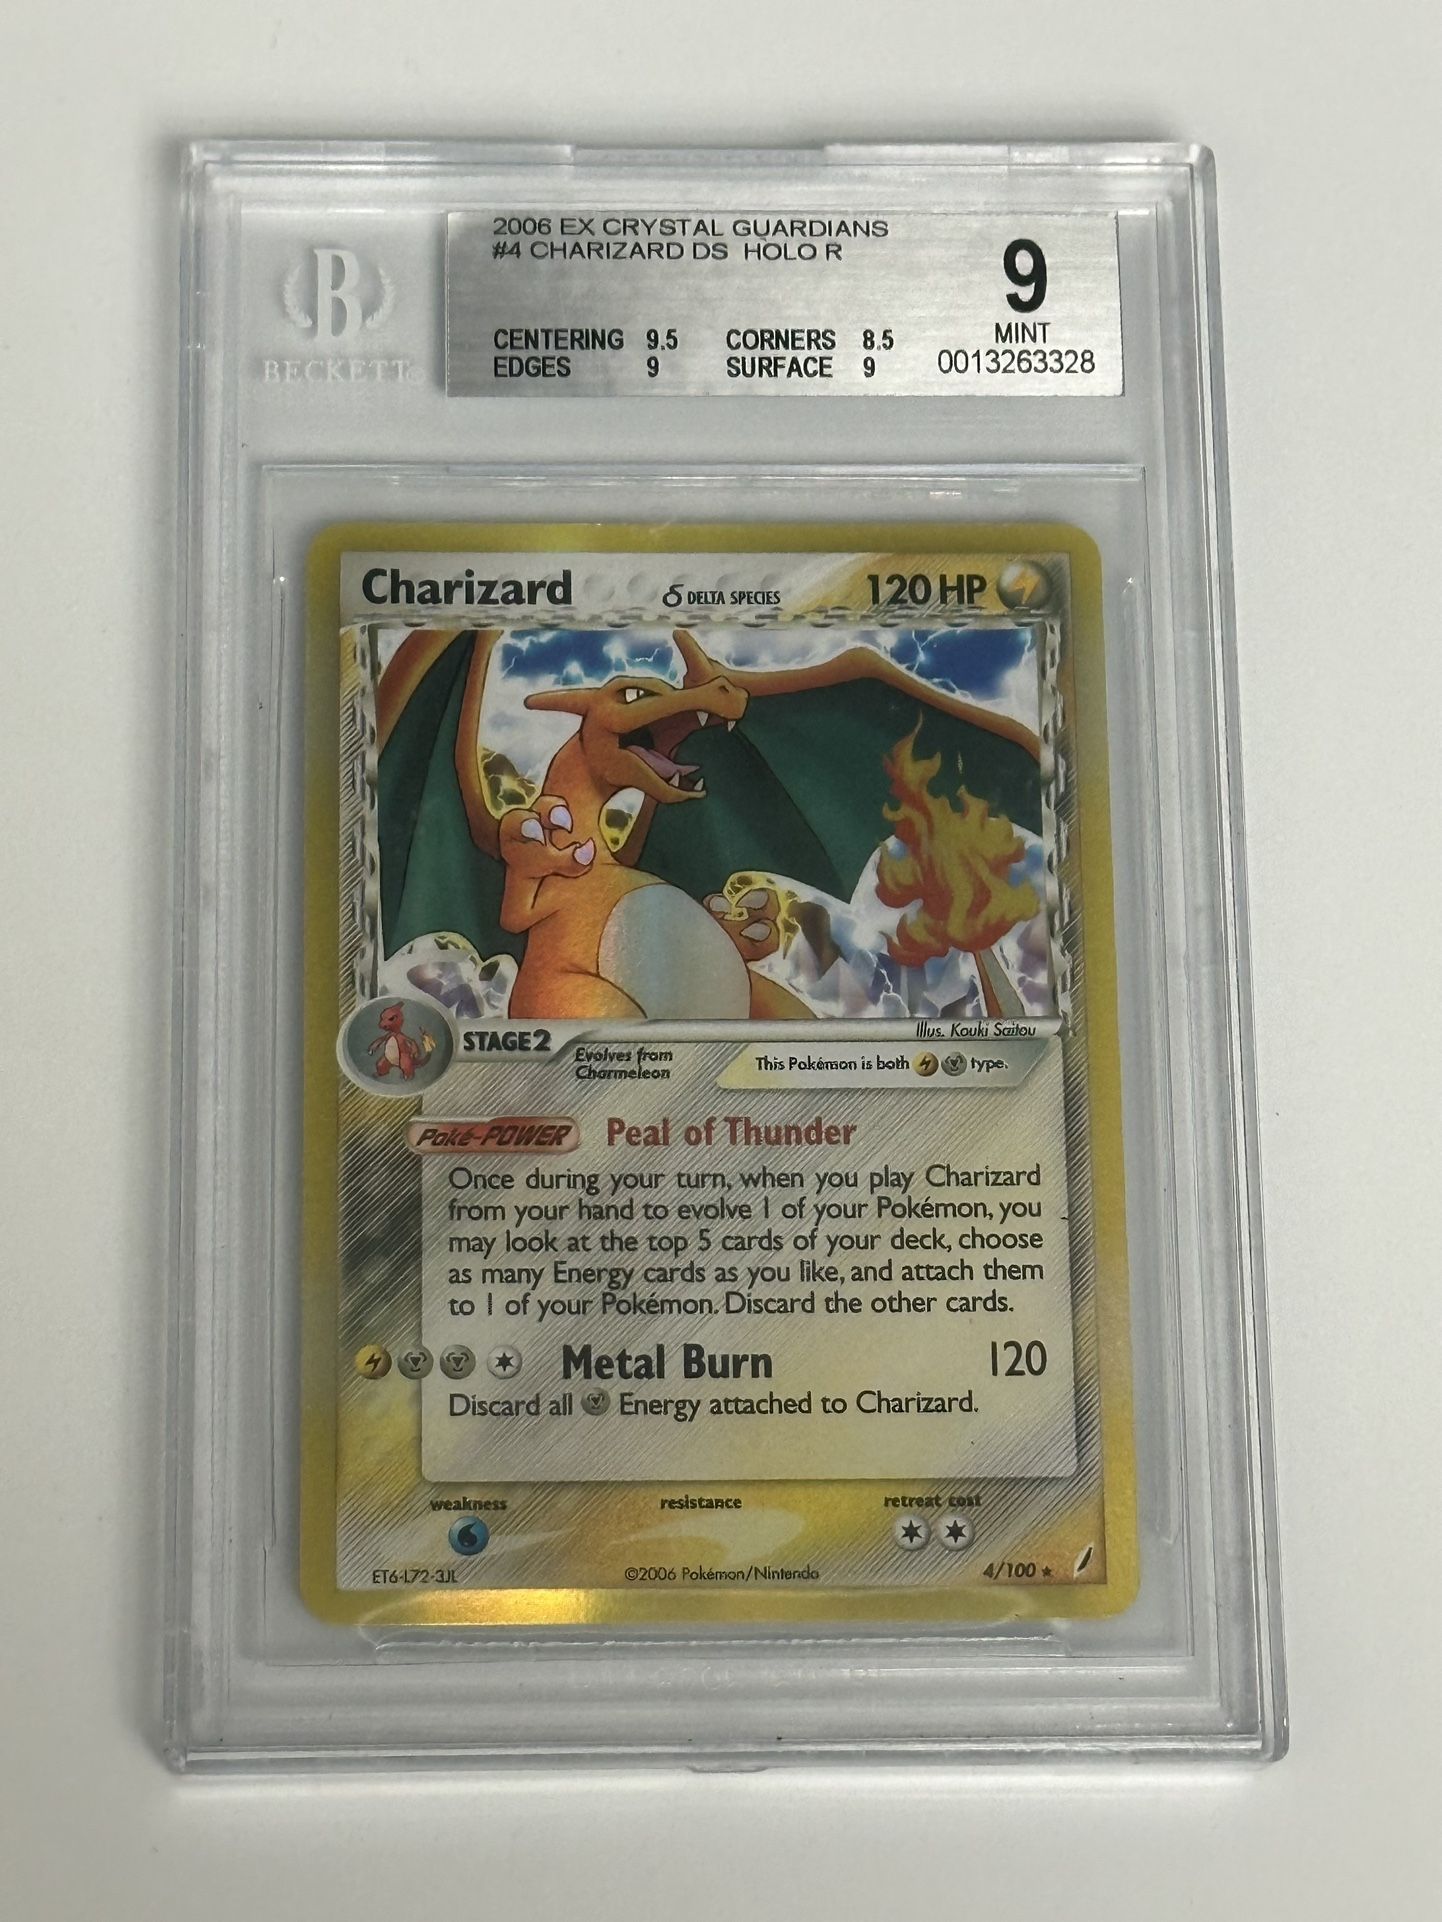 2006 EX CRYSTAL GUARDIANS
#4 CHARIZARD DS HOLO R
9
MINT
0013263328
CENTERING 9.5 CORNERS 8.5
EDGES 9 SURFACE 9
B
BECKETT
Charizard δ DELTA SPECIES 120 HP
Illus. Kouki Saitou
STAGE 2
Evolves from
Charmeleon
This Pokémon is both type.
Poké-POWER Peal of Thunder
Once during your turn, when you play Charizard
from your hand to evolve 1 of your Pokémon, you
may look at the top 5 cards of your deck, choose
as many Energy cards as you like, and attach them
to 1 of your Pokémon. Discard the other cards.
Metal Burn 120
Discard all Energy attached to Charizard.
weakness resistance retreat cost
ET6-L72-3JL ©2006 Pokémon/Nintendo 4/100 ★